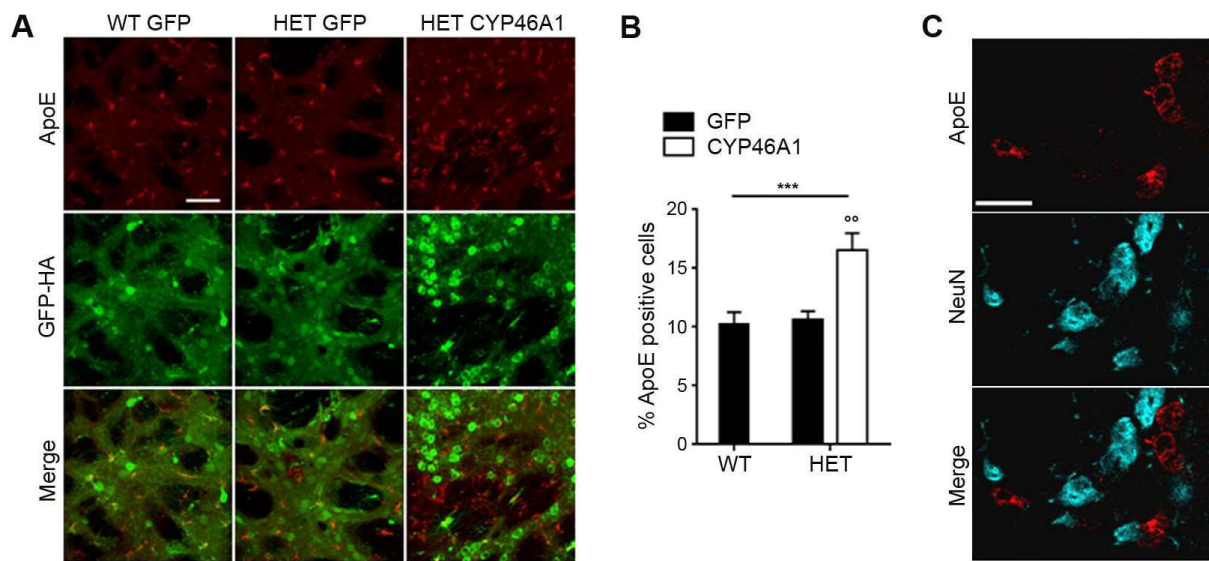 A
WT GFP
HET GFP
HET CYP46A1
ApoE
GFP-HA
Merge
B
GFP
CYP46A1
***
°°
% ApoE positive cells
20
15
10
5
0
WT
HET
C
ApoE
NeuN
Merge